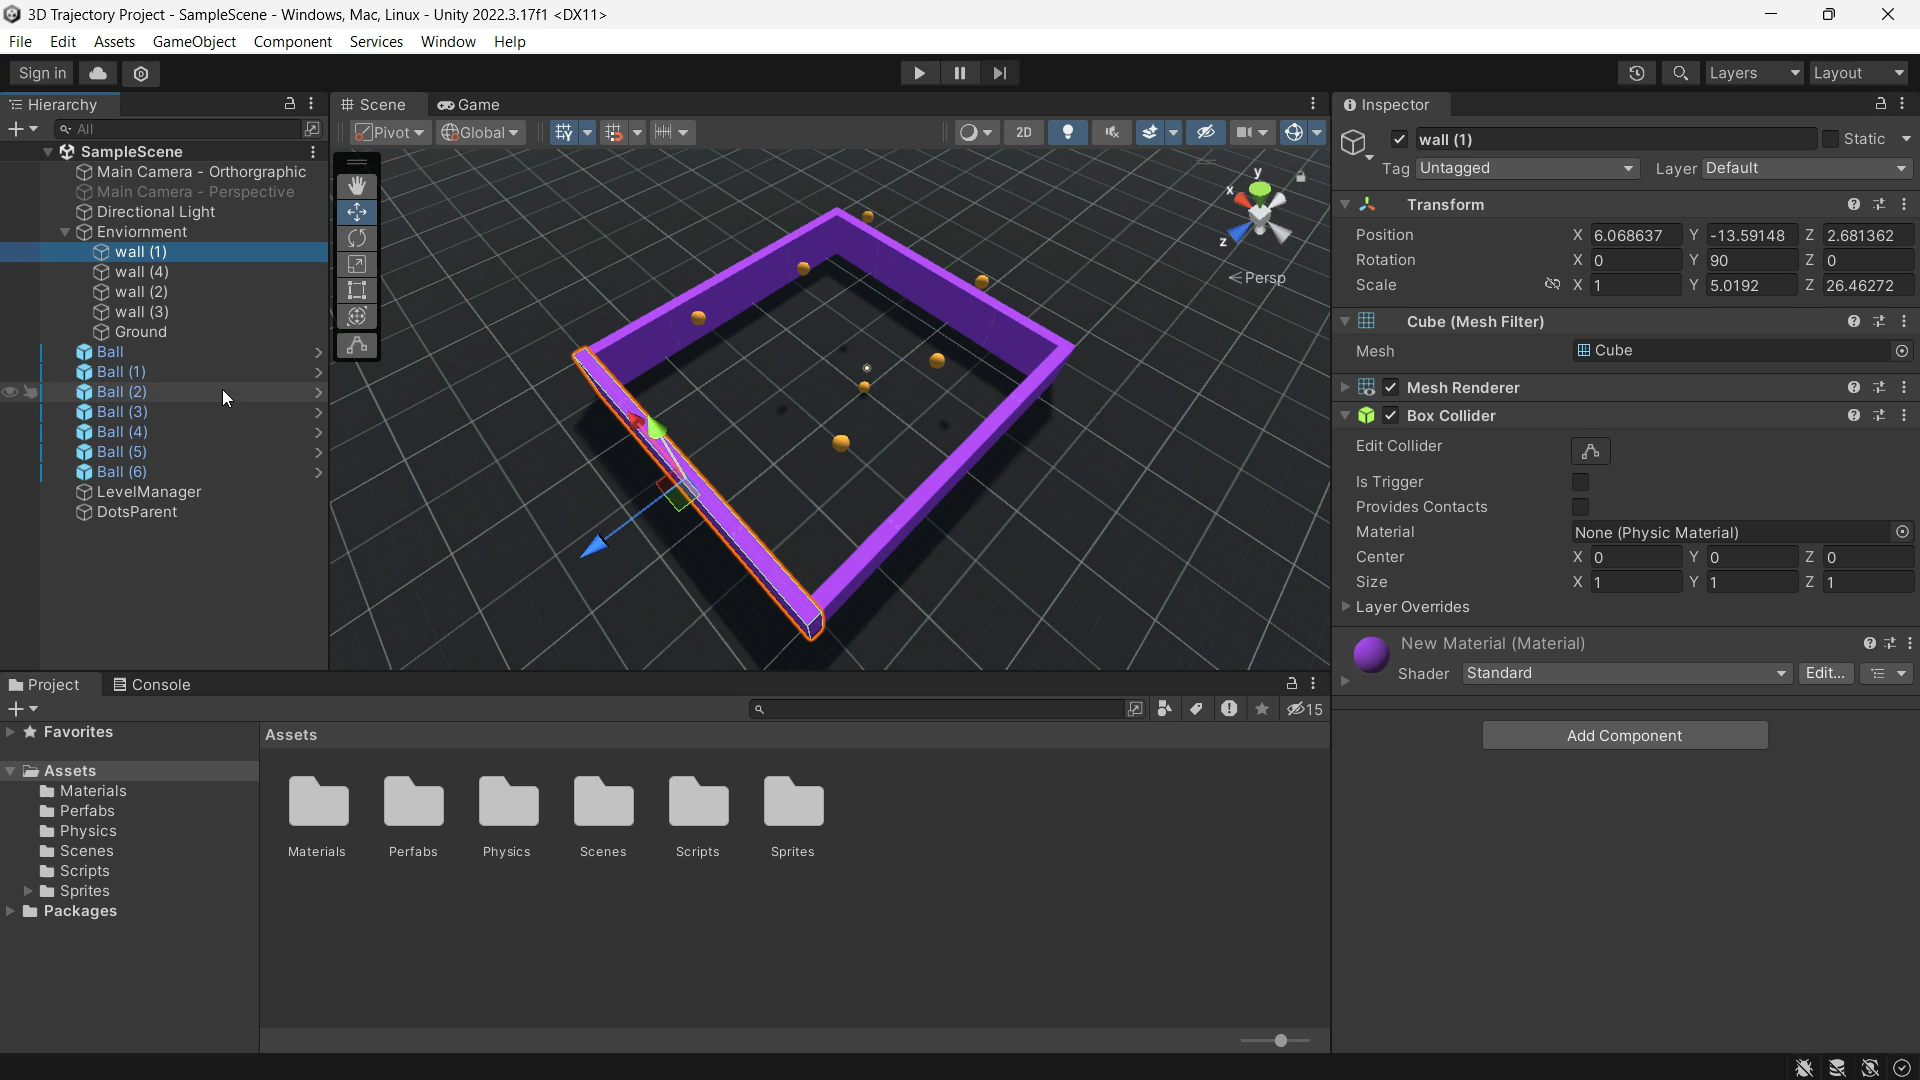 3D Trajectory Project - SampleScene - Windows, Mac, Linux - Unity 2022.3.17f1 <DX11>
File Edit Assets GameObject Component Services Window Help
Sign in Layers Layout
Hierarchy
All
SampleScene
Main Camera - Orthorgraphic
Main Camera - Perspective
Directional Light
Enviornment
wall (1)
wall (4)
wall (2)
wall (3)
Ground
Ball
Ball (1)
Ball (2)
Ball (3)
Ball (4)
Ball (5)
Ball (6)
LevelManager
DotsParent
Scene Game
Pivot Global 2D
y
x
z
Persp
Inspector
wall (1) Static
Tag Untagged Layer Default
Transform
Position X 6.068637 Y -13.59148 Z 2.681362
Rotation X 0 Y 90 Z 0
Scale X 1 Y 5.0192 Z 26.46272
Cube (Mesh Filter)
Mesh Cube
Mesh Renderer
Box Collider
Edit Collider
Is Trigger
Provides Contacts
Material None (Physic Material)
Center X 0 Y 0 Z 0
Size X 1 Y 1 Z 1
Layer Overrides
New Material (Material)
Shader Standard Edit...
Add Component
Project Console
15
Favorites
Assets
Materials
Perfabs
Physics
Scenes
Scripts
Sprites
Packages
Assets
Materials Perfabs Physics Scenes Scripts Sprites